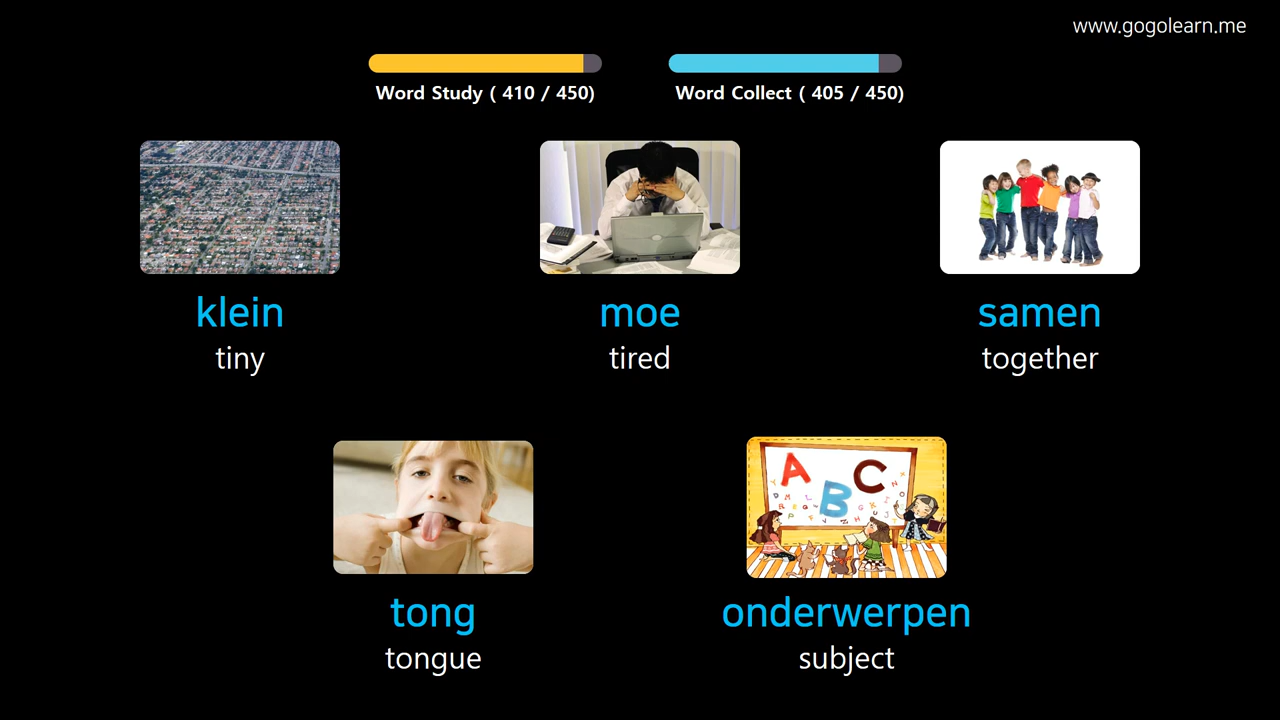 www.gogolearn.me
Word Study ( 410 / 450)
Word Collect ( 405 / 450)
klein
tiny
moe
tired
samen
together
A B C
tong
tongue
onderwerpen
subject